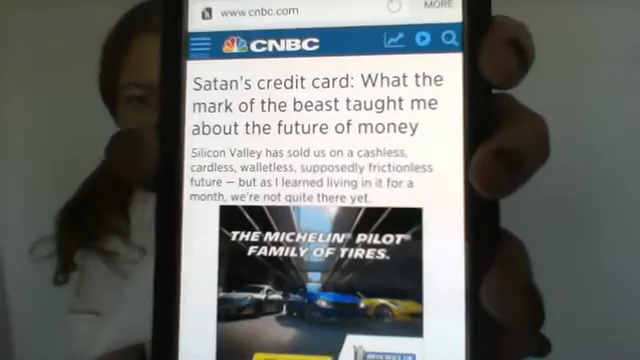 www.cnbc.com
MORE
CNBC
Satan's credit card: What the
mark of the beast taught me
about the future of money
Silicon Valley has sold us on a cashless,
cardless, walletless, supposedly frictionless
future — but as I learned living in it for a
month, we're not quite there yet.
THE MICHELIN® PILOT®
FAMILY OF TIRES.
MICHELIN